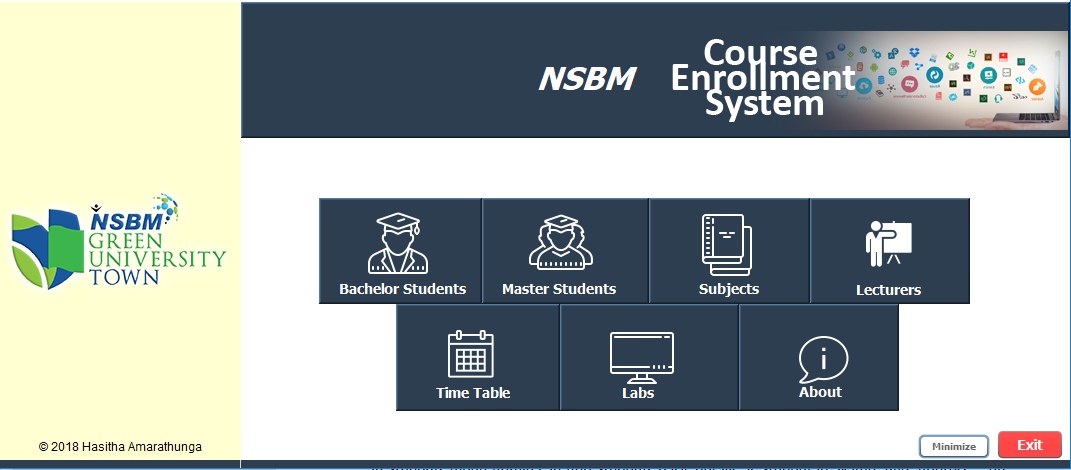 NSBM
Course
Enrollment
System
NSBM
GREEN
UNIVERSITY
TOWN
Bachelor Students
Master Students
Subjects
Lecturers
Time Table
Labs
i
About
© 2018 Hasitha Amarathunga
Minimize
Exit